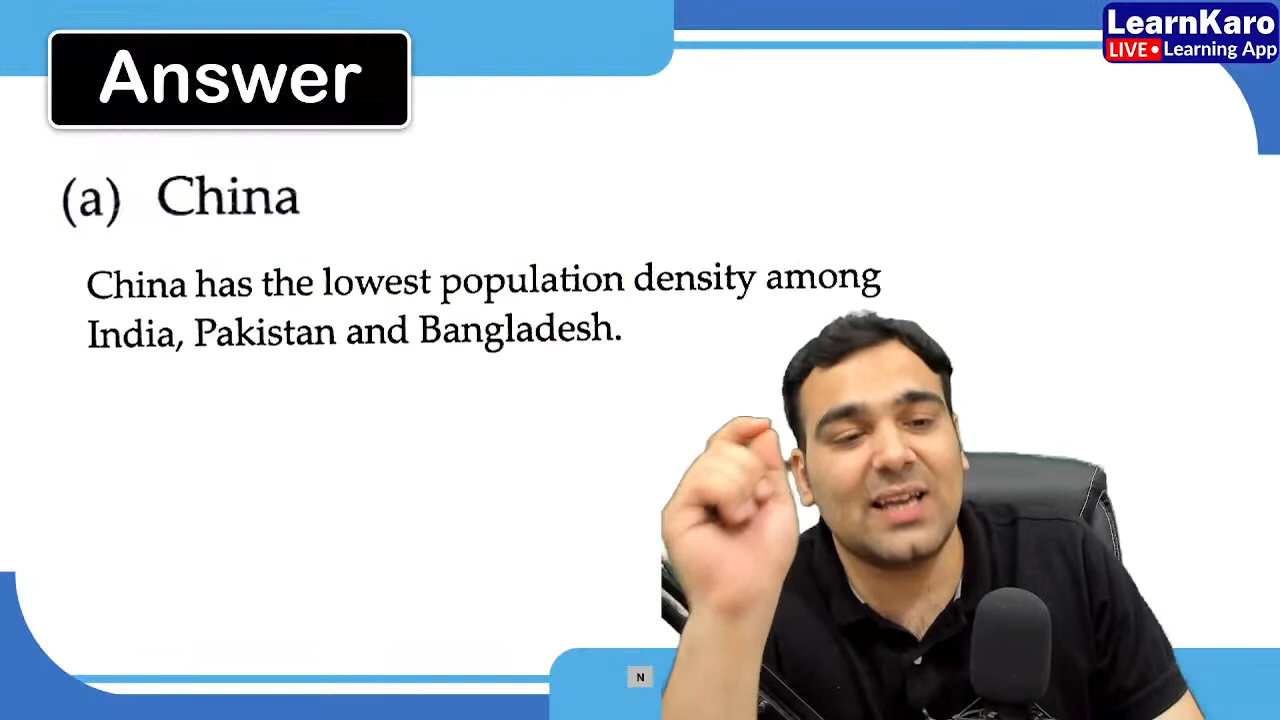 Answer
LearnKaro
LIVE • Learning App
(a) China
China has the lowest population density among
India, Pakistan and Bangladesh.
N